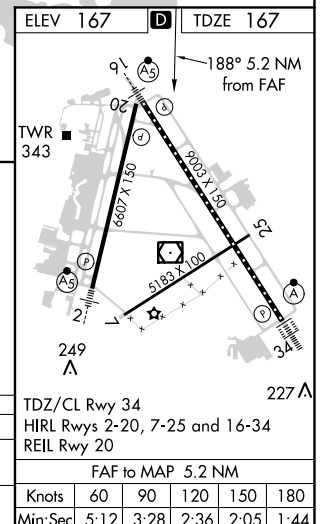 ELEV 167 D TDZE 167
188° 5.2 NM
from FAF
16
A5
20
P
P
TWR
343
6607 X 150
9003 X 150
25
P
A5
5183 X 100
2
7
P
A
34
249
227
TDZ/CL Rwy 34
HIRL Rwys 2-20, 7-25 and 16-34
REIL Rwy 20
FAF to MAP 5.2 NM
Knots 60 90 120 150 180
Min:Sec 5:12 3:28 2:36 2:05 1:44